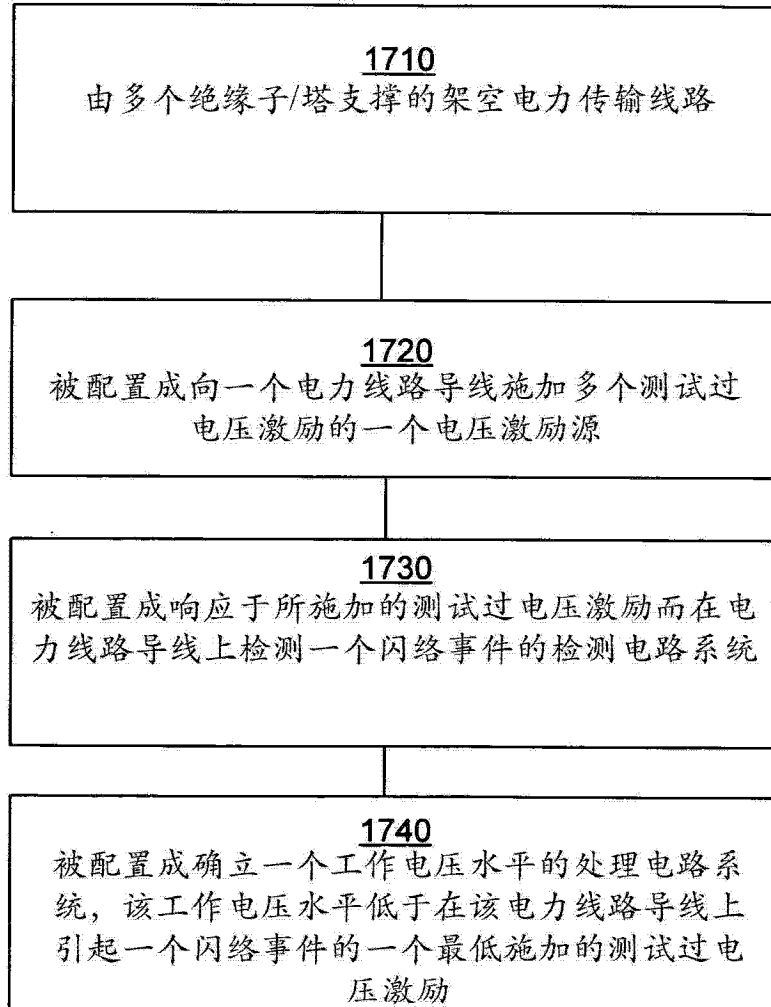 1710
由多个绝缘子/塔支撑的架空电力传输线路
1720
被配置成向一个电力线路导线施加多个测试过
电压激励的一个电压激励源
1730
被配置成响应于所施加的测试过电压激励而在电
力线路导线上检测一个闪络事件的检测电路系统
1740
被配置成确立一个工作电压水平的处理电路系
统，该工作电压水平低于在该电力线路导线上
引起一个闪络事件的一个最低施加的测试过电
压激励